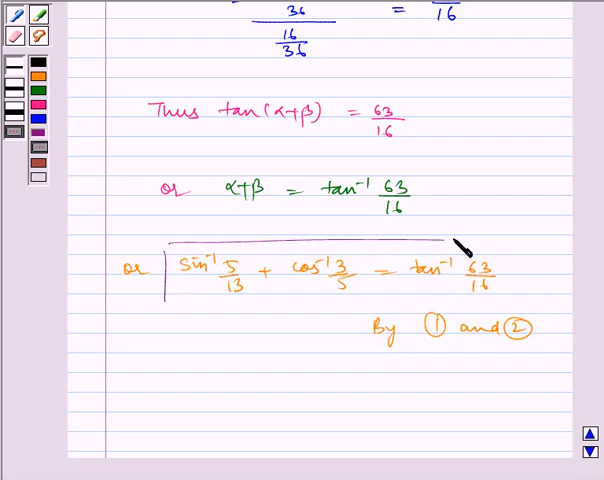 36
16
36
= 16
Thus tan(α+β) = 63/16
or α+β = tan⁻¹ 63/16
or sin⁻¹ 5/13 + cos⁻¹ 3/5 = tan⁻¹ 63/16
By ① and ②